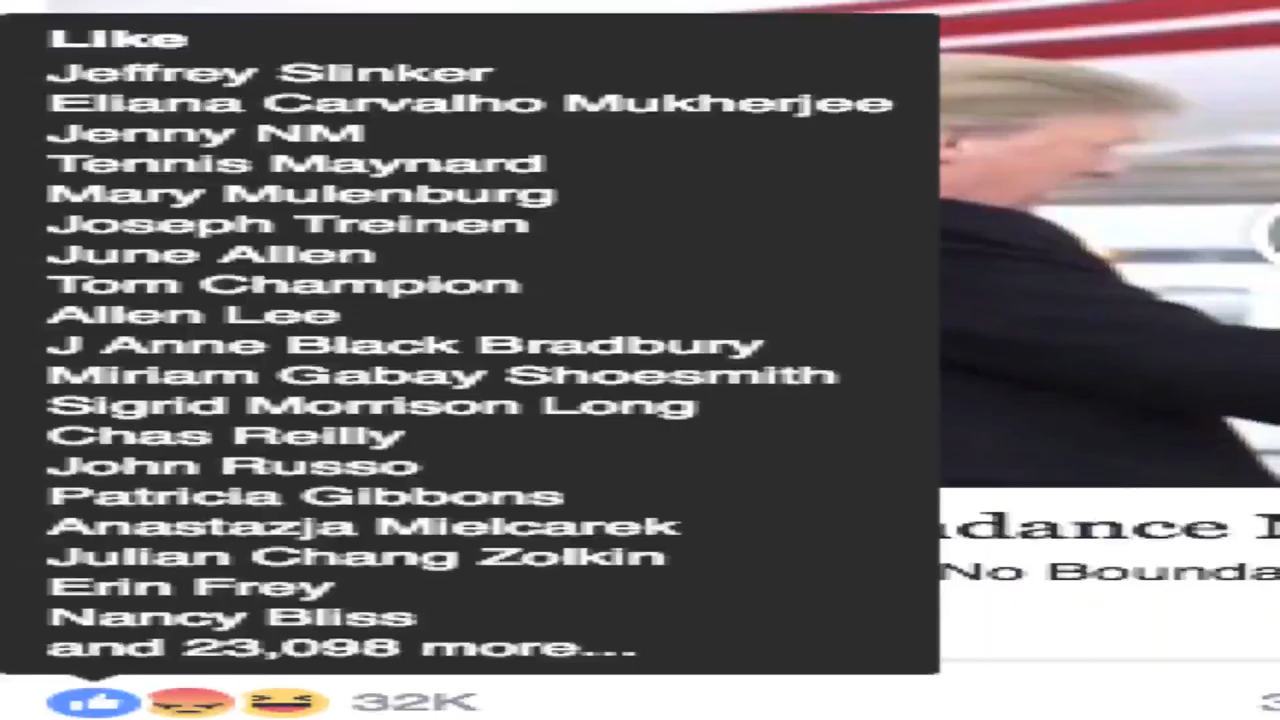 Like
Jeffrey Slinker
Eliana Carvalho Mukherjee
Jenny NM
Tennis Maynard
Mary Mulenburg
Joseph Treinen
June Allen
Tom Champion
Allen Lee
J Anne Black Bradbury
Miriam Gabay Shoesmith
Sigrid Morrison Long
Chas Reilly
John Russo
Patricia Gibbons
Anastazja Mielcarek
Julian Chang Zolkin
Erin Frey
Nancy Bliss
and 23,098 more...
dance
No Bounda
32K